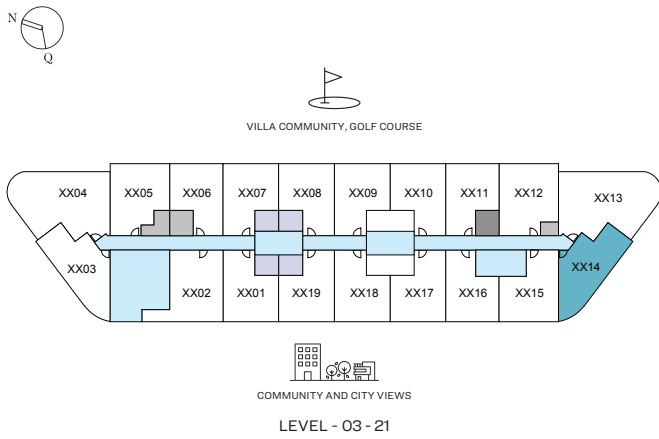 N
Q
VILLA COMMUNITY, GOLF COURSE
XX04 XX05 XX06 XX07 XX08 XX09 XX10 XX11 XX12 XX13
XX03 XX14
XX02 XX01 XX19 XX18 XX17 XX16 XX15
COMMUNITY AND CITY VIEWS
LEVEL - 03 - 21